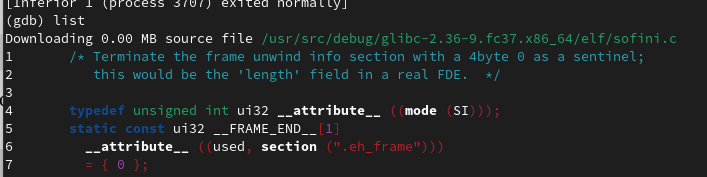 [Inferior 1 (process 3707) exited normally]
(gdb) list
Downloading 0.00 MB source file /usr/src/debug/glibc-2.36-9.fc37.x86_64/elf/sofini.c
1       /* Terminate the frame unwind info section with a 4byte 0 as a sentinel;
2          this would be the 'length' field in a real FDE.  */
3
4       typedef unsigned int ui32 __attribute__ ((mode (SI)));
5       static const ui32 __FRAME_END__[1]
6         __attribute__ ((used, section (".eh_frame")))
7         = { 0 };